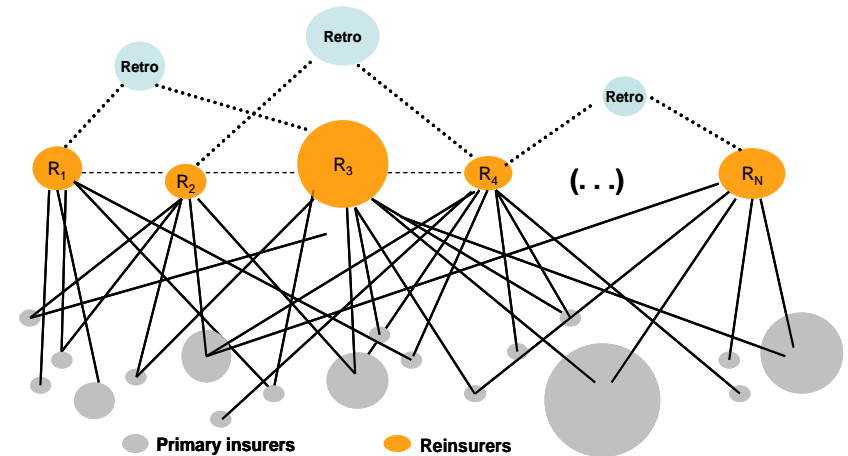 Retro
Retro
Retro
R1
R2
R3
R4
(. . .)
RN
Primary insurers
Reinsurers